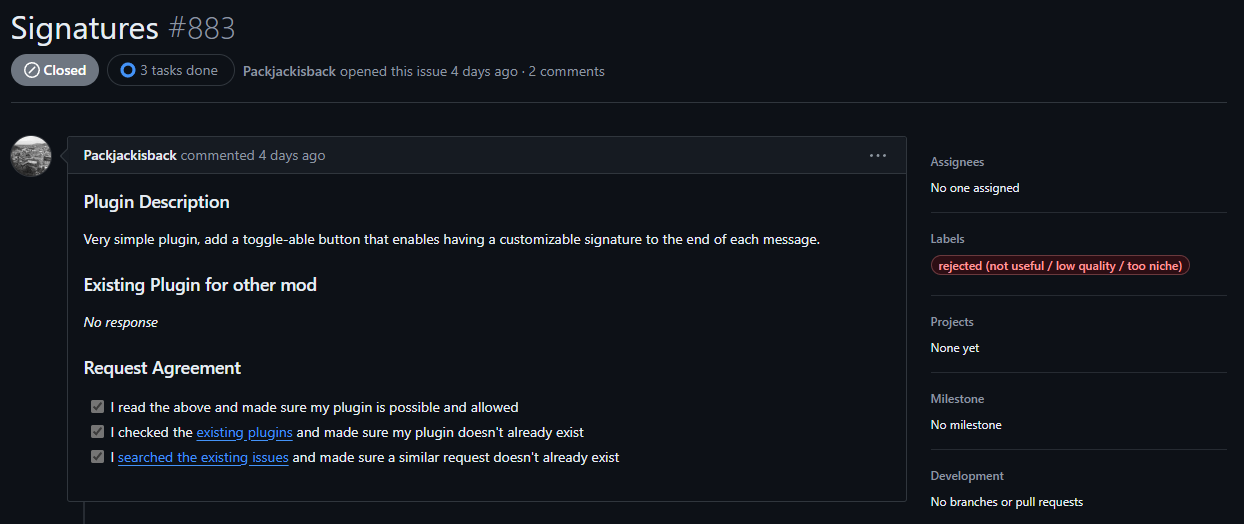 Signatures #883
Closed
3 tasks done
Packjackisback opened this issue 4 days ago · 2 comments
Packjackisback commented 4 days ago
Plugin Description
Very simple plugin, add a toggle-able button that enables having a customizable signature to the end of each message.
Existing Plugin for other mod
No response
Request Agreement
I read the above and made sure my plugin is possible and allowed
I checked the existing plugins and made sure my plugin doesn't already exist
I searched the existing issues and made sure a similar request doesn't already exist
Assignees
No one assigned
Labels
rejected (not useful / low quality / too niche)
Projects
None yet
Milestone
No milestone
Development
No branches or pull requests